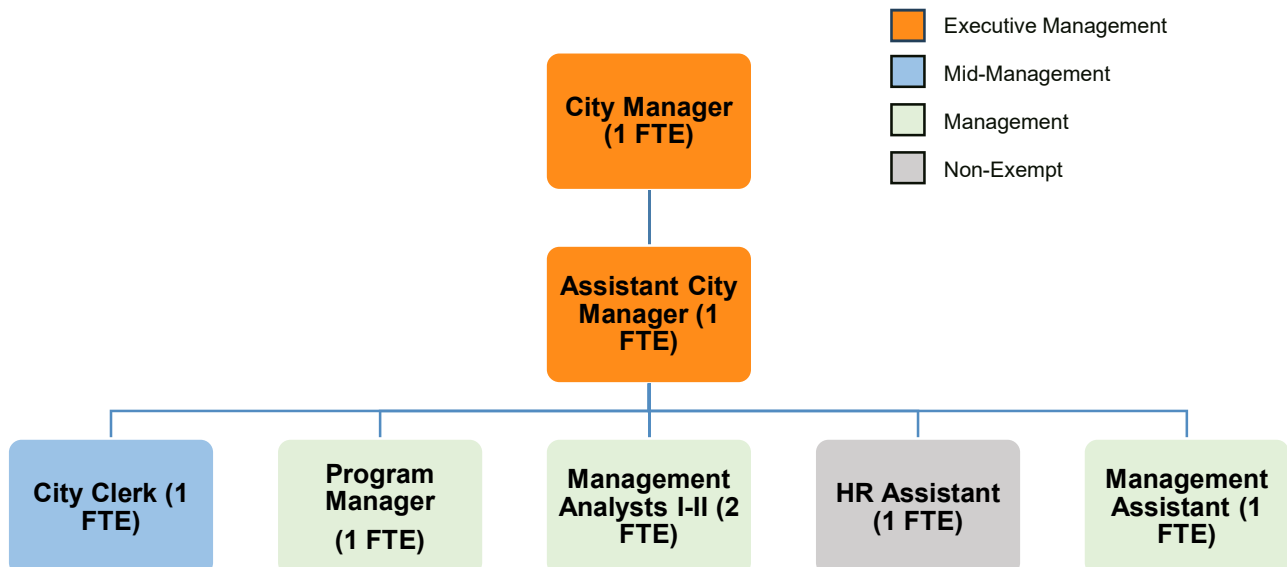 Executive Management
Mid-Management
Management
Non-Exempt
City Manager
(1 FTE)
Assistant City
Manager (1
FTE)
City Clerk (1
FTE)
Program
Manager
(1 FTE)
Management
Analysts I-II (2
FTE)
HR Assistant
(1 FTE)
Management
Assistant (1
FTE)